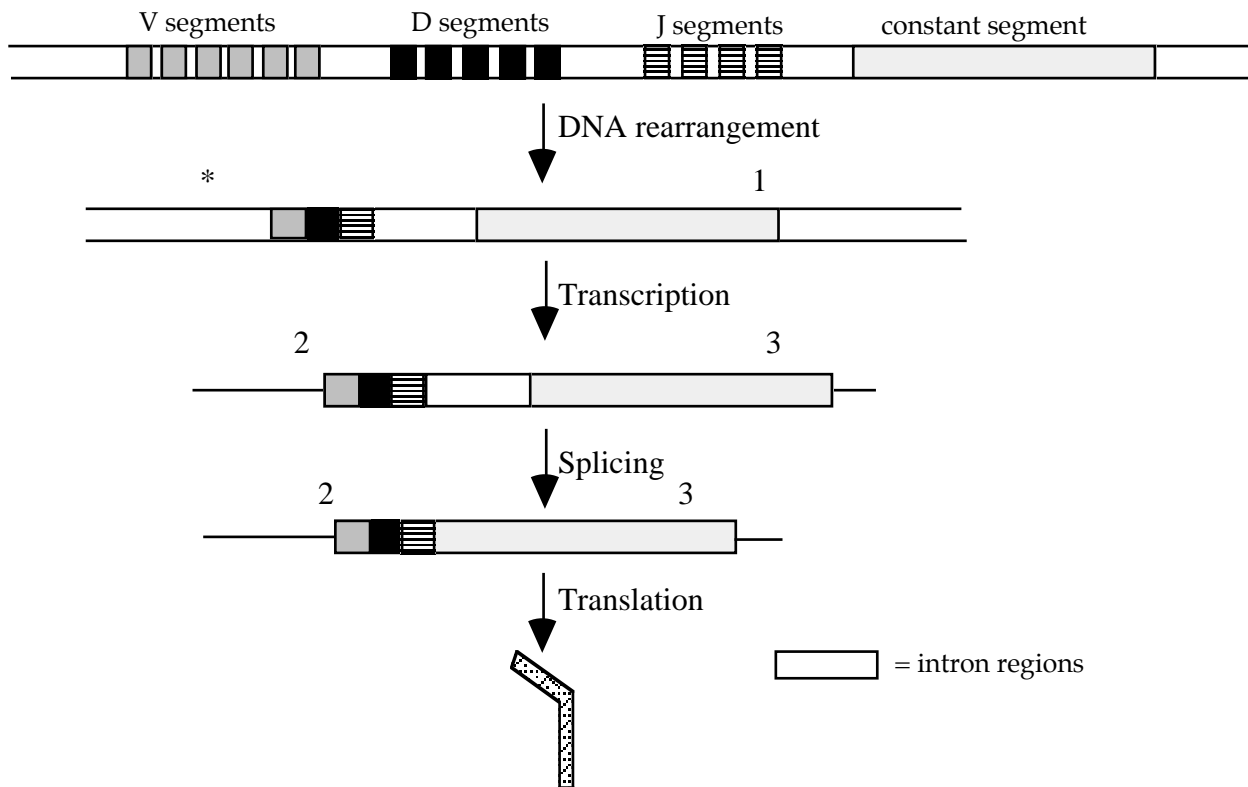 V segments D segments J segments constant segment
DNA rearrangement
* 1
Transcription
2 3
Splicing
2 3
Translation
= intron regions